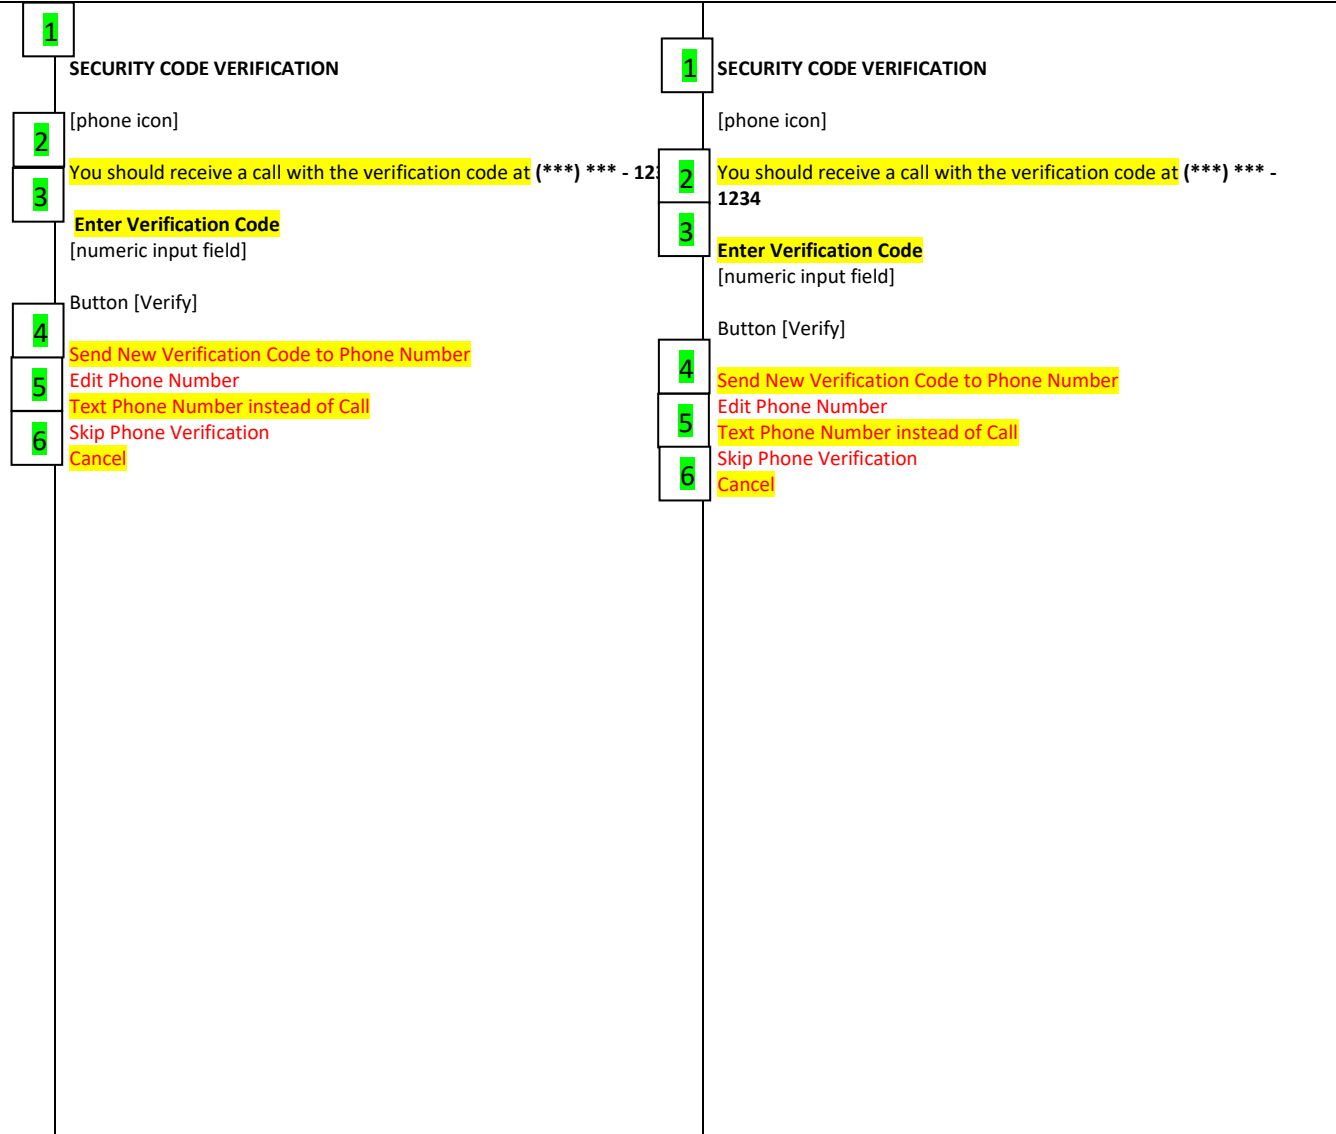 1
SECURITY CODE VERIFICATION
[phone icon]
2
You should receive a call with the verification code at (***) *** - 12
3
Enter Verification Code
[numeric input field]
Button [Verify]
4
Send New Verification Code to Phone Number
5
Edit Phone Number
Text Phone Number instead of Call
6
Skip Phone Verification
Cancel
1
SECURITY CODE VERIFICATION
[phone icon]
2
You should receive a call with the verification code at (***) *** -
1234
3
Enter Verification Code
[numeric input field]
Button [Verify]
4
Send New Verification Code to Phone Number
Edit Phone Number
5
Text Phone Number instead of Call
Skip Phone Verification
6
Cancel